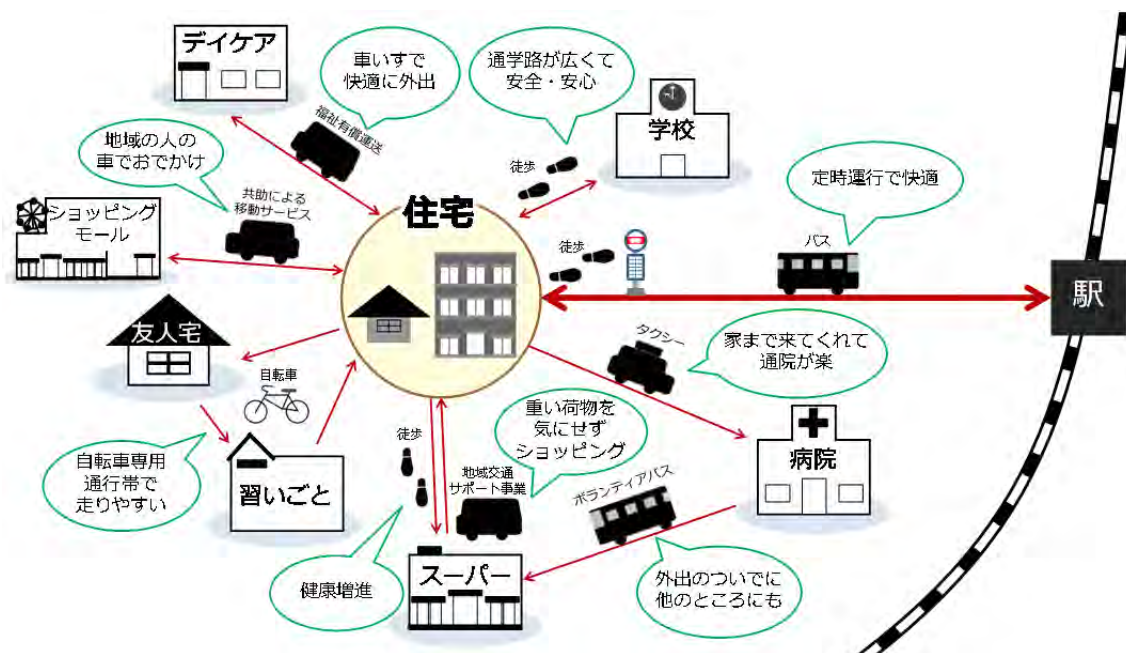 デイケア
車いすで
快適に外出
福祉有償運送
通学路が広くて
安全・安心
学校
徒歩
地域の人の
車でおでかけ
共助による
移動サービス
ショッピング
モール
住宅
徒歩
定時運行で快適
バス
駅
友人宅
自転車
自転車専用
通行帯で
走りやすい
習いごと
タクシー
家まで来てくれて
通院が楽
病院
徒歩
重い荷物を
気にせず
ショッピング
地域交通
サポート事業
ボランティアバス
健康増進
スーパー
外出のついでに
他のところにも